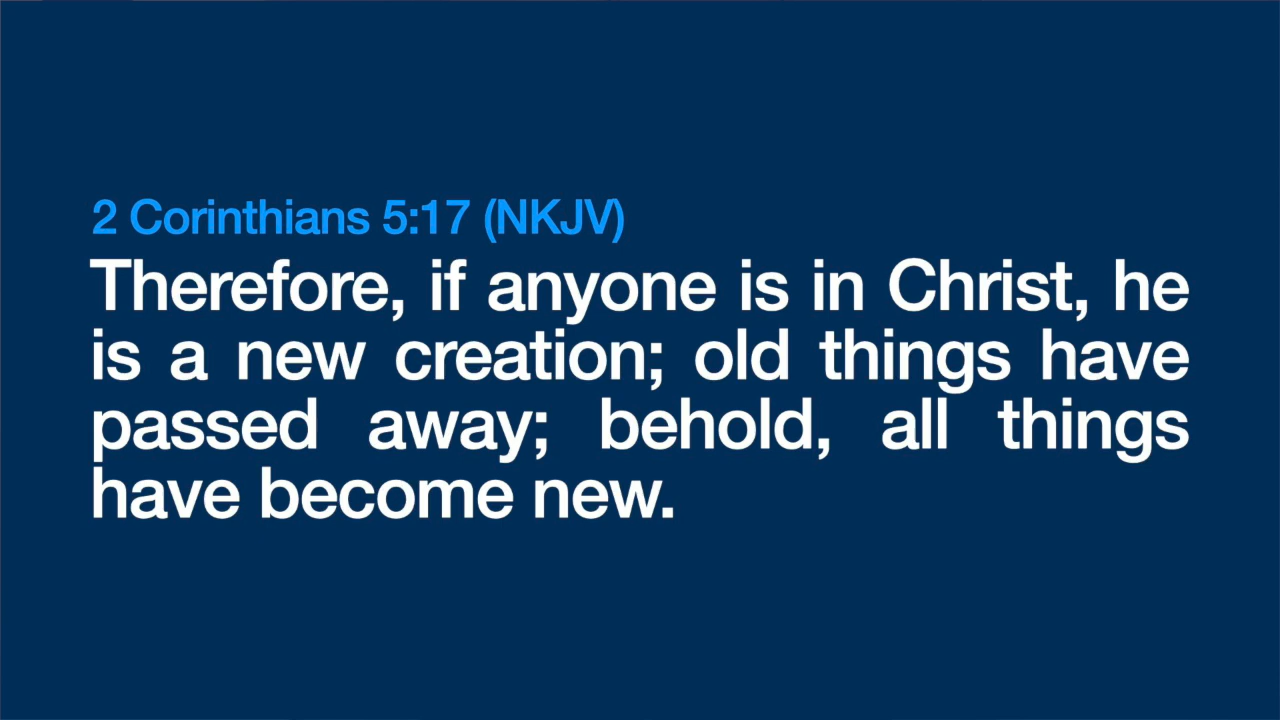 2 Corinthians 5:17 (NKJV)
Therefore, if anyone is in Christ, he
is a new creation; old things have
passed away; behold, all things
have become new.